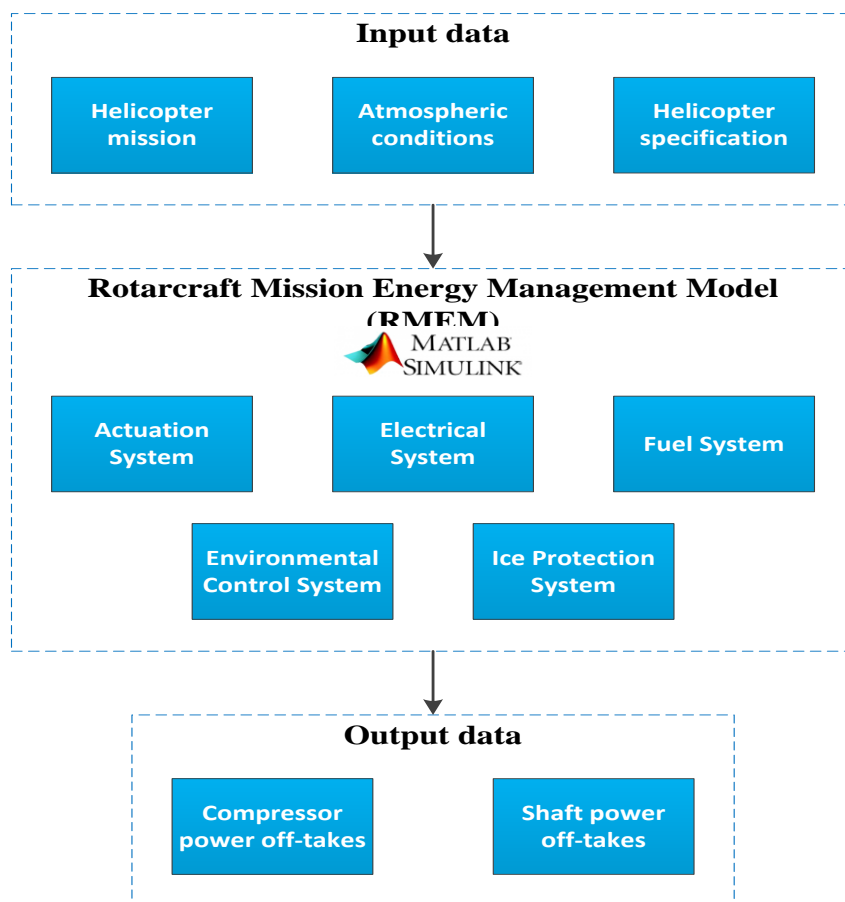 Input data
Helicopter
mission
Atmospheric
conditions
Helicopter
specification
Rotarcraft Mission Energy Management Model
(RMEM)
MATLAB
SIMULINK
Actuation
System
Electrical
System
Fuel System
Environmental
Control System
Ice Protection
System
Output data
Compressor
power off-takes
Shaft power
off-takes